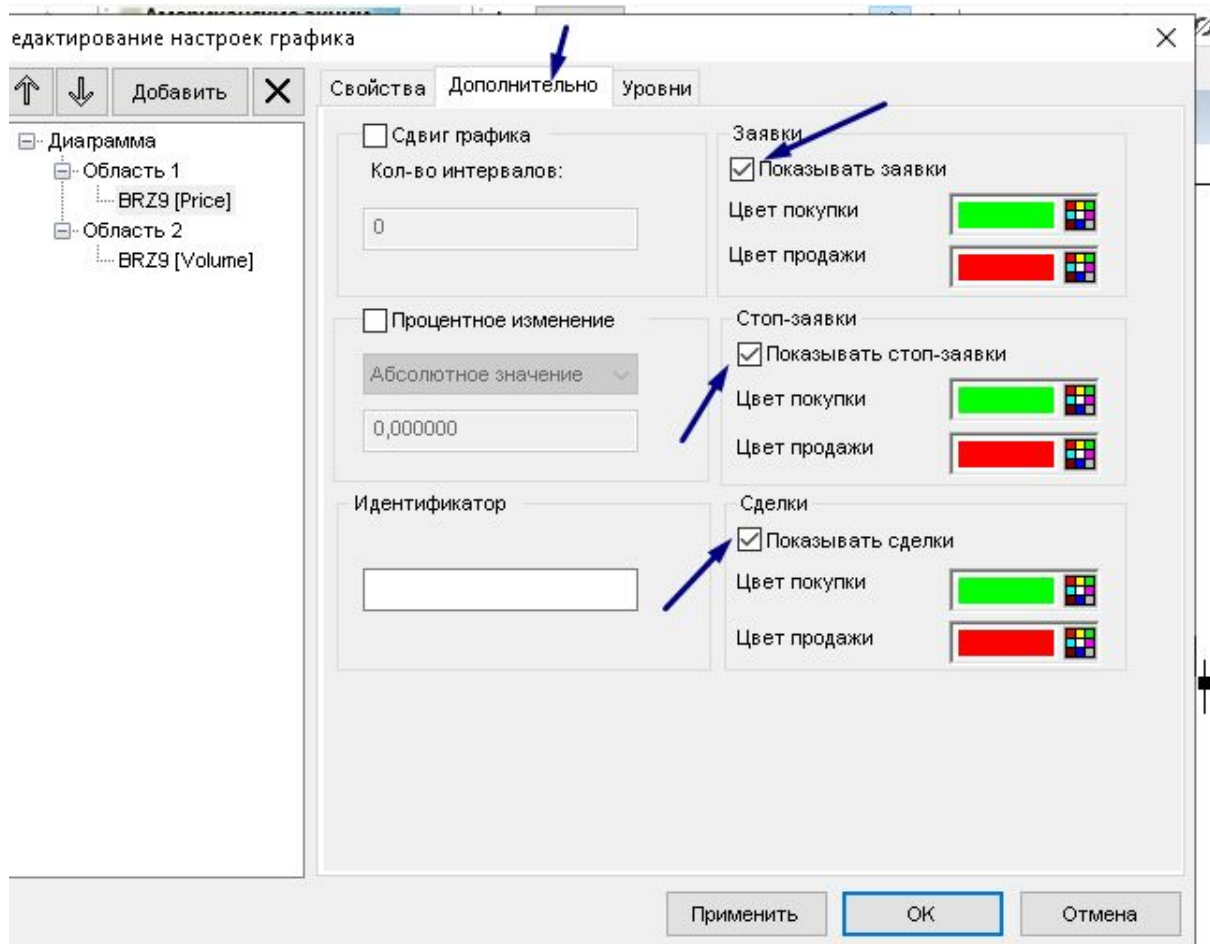 едактирование настроек графика
Добавить
Диаграмма
Область 1
BRZ9 [Price]
Область 2
BRZ9 [Volume]
Свойства Дополнительно Уровни
Сдвиг графика
Кол-во интервалов:
0
Процентное изменение
Абсолютное значение
0,000000
Идентификатор
Заявки
Показывать заявки
Цвет покупки
Цвет продажи
Стоп-заявки
Показывать стоп-заявки
Цвет покупки
Цвет продажи
Сделки
Показывать сделки
Цвет покупки
Цвет продажи
Применить ОК Отмена